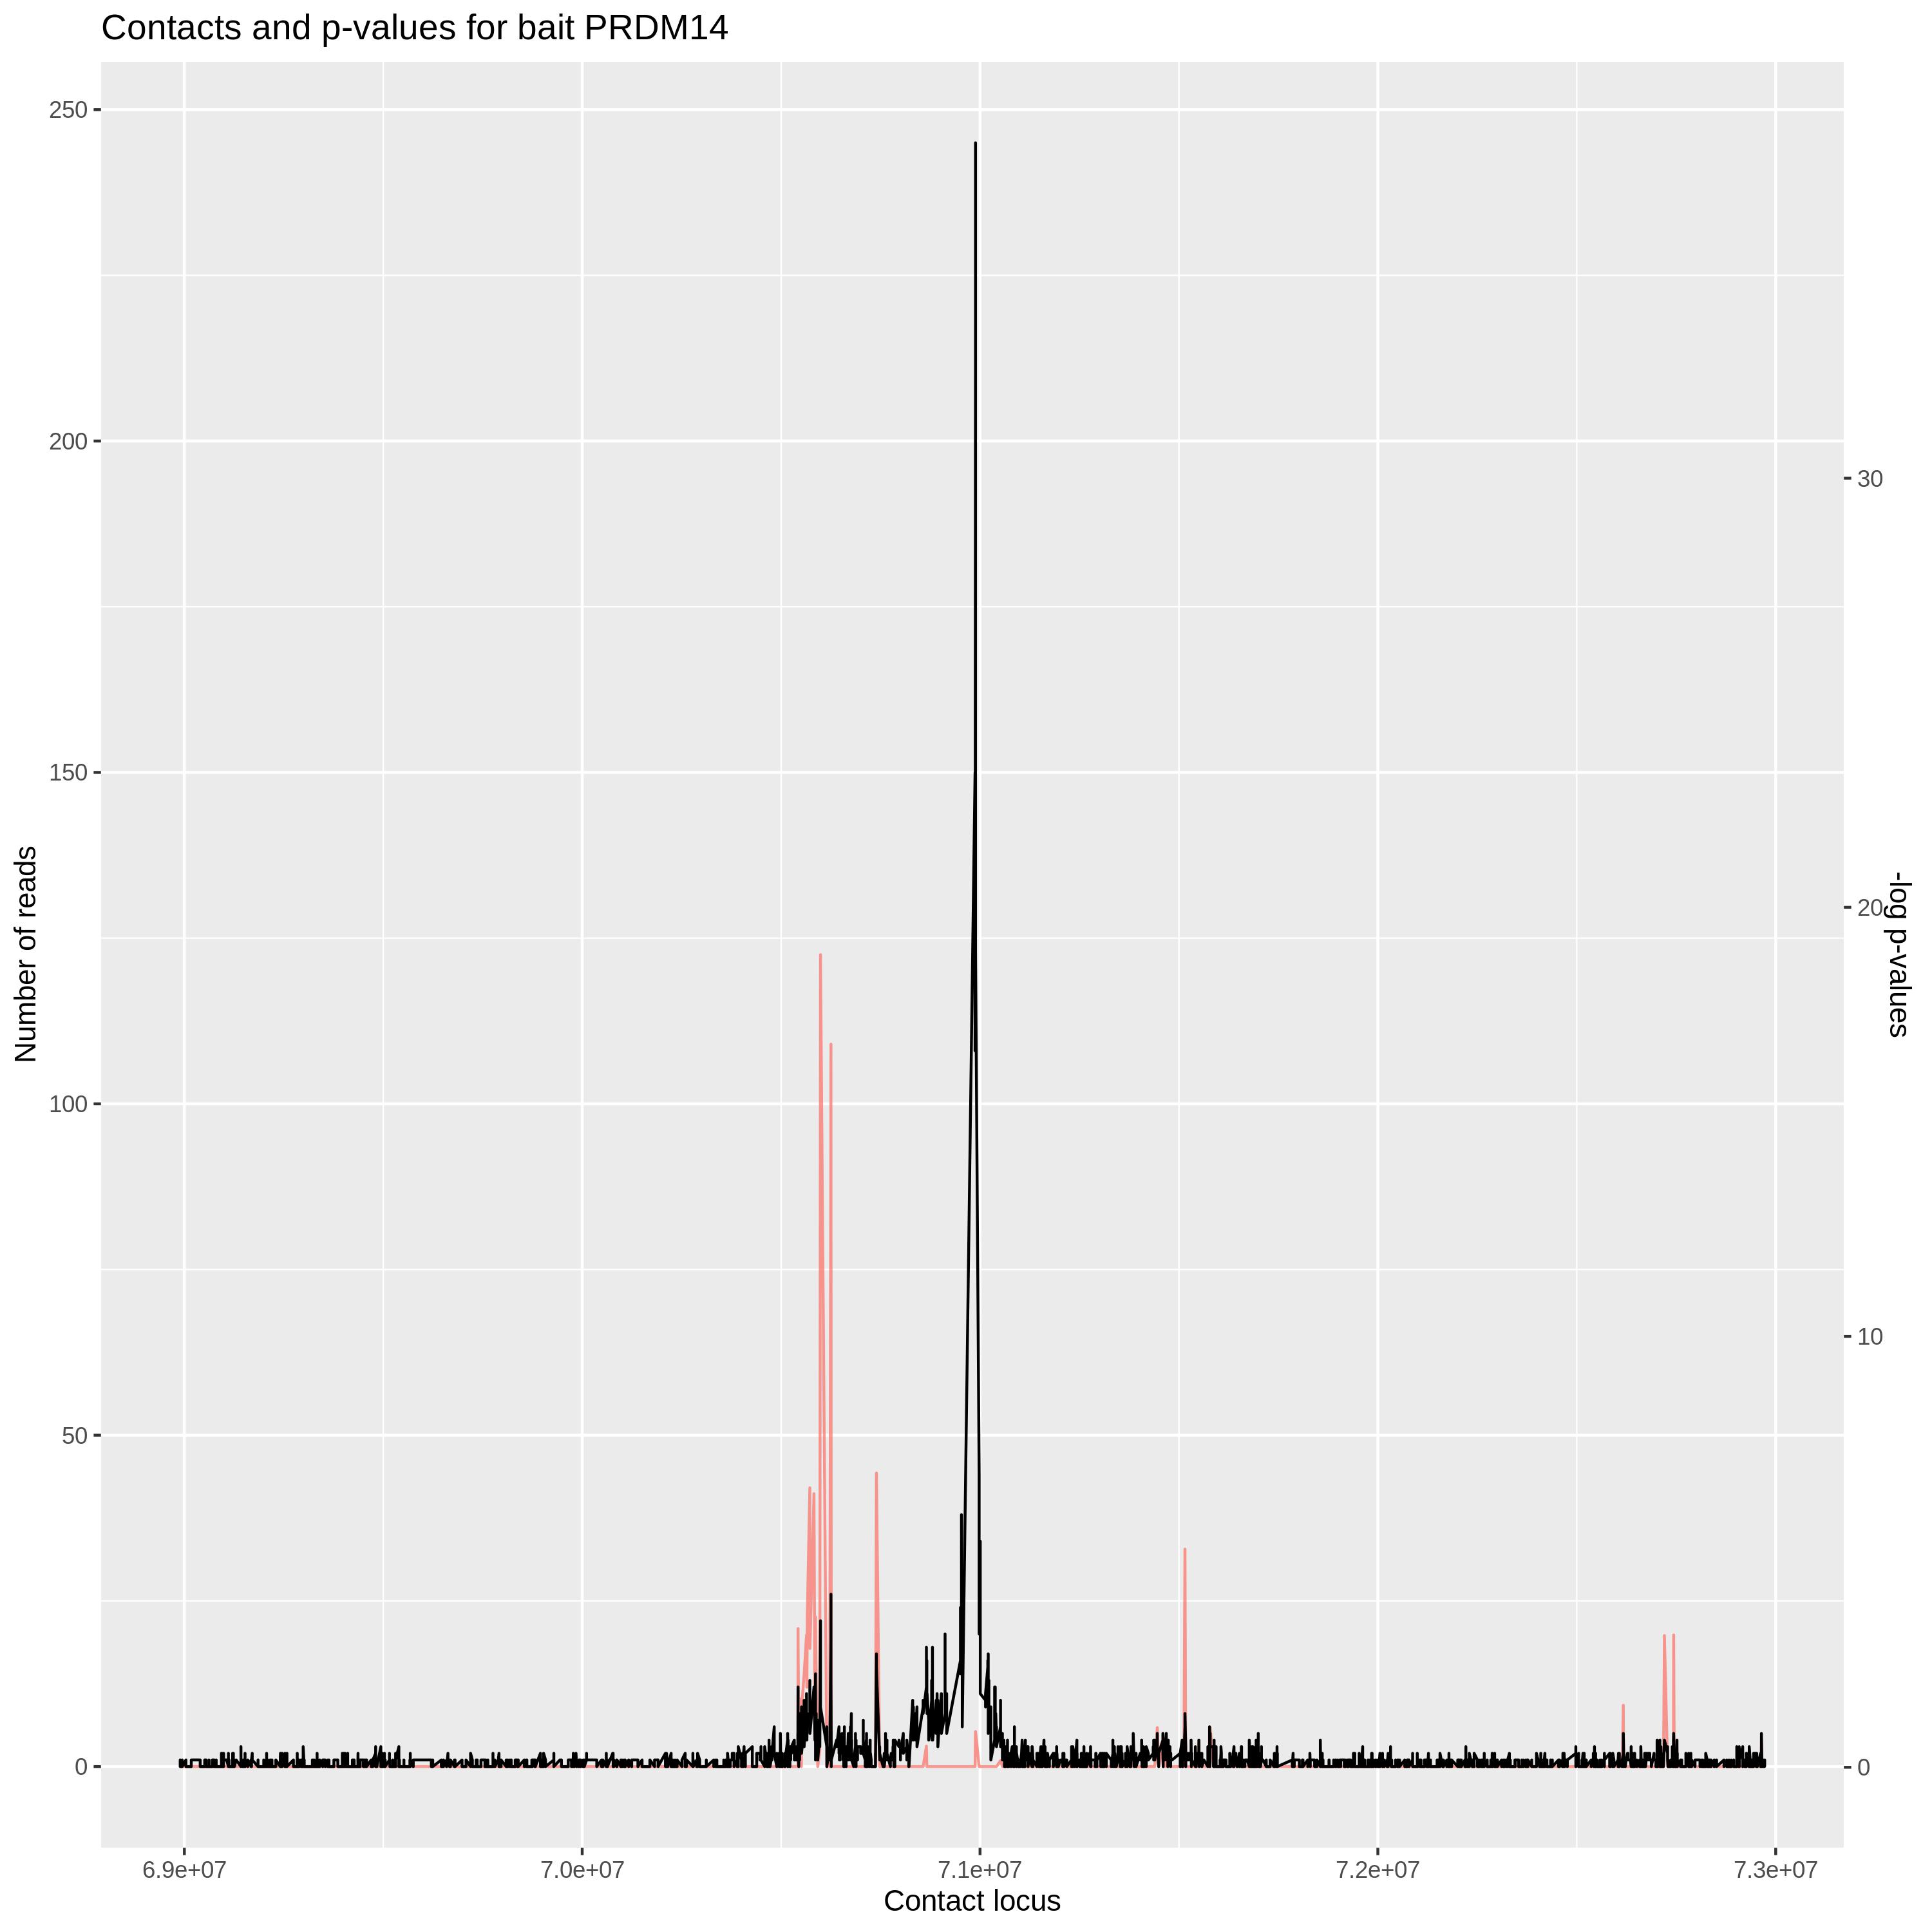 Contacts and p-values for bait PRDM14
250
200
150
100
50
0
Number of reads
30
20
10
0
-log p-values
6.9e+07
7.0e+07
7.1e+07
7.2e+07
7.3e+07
Contact locus